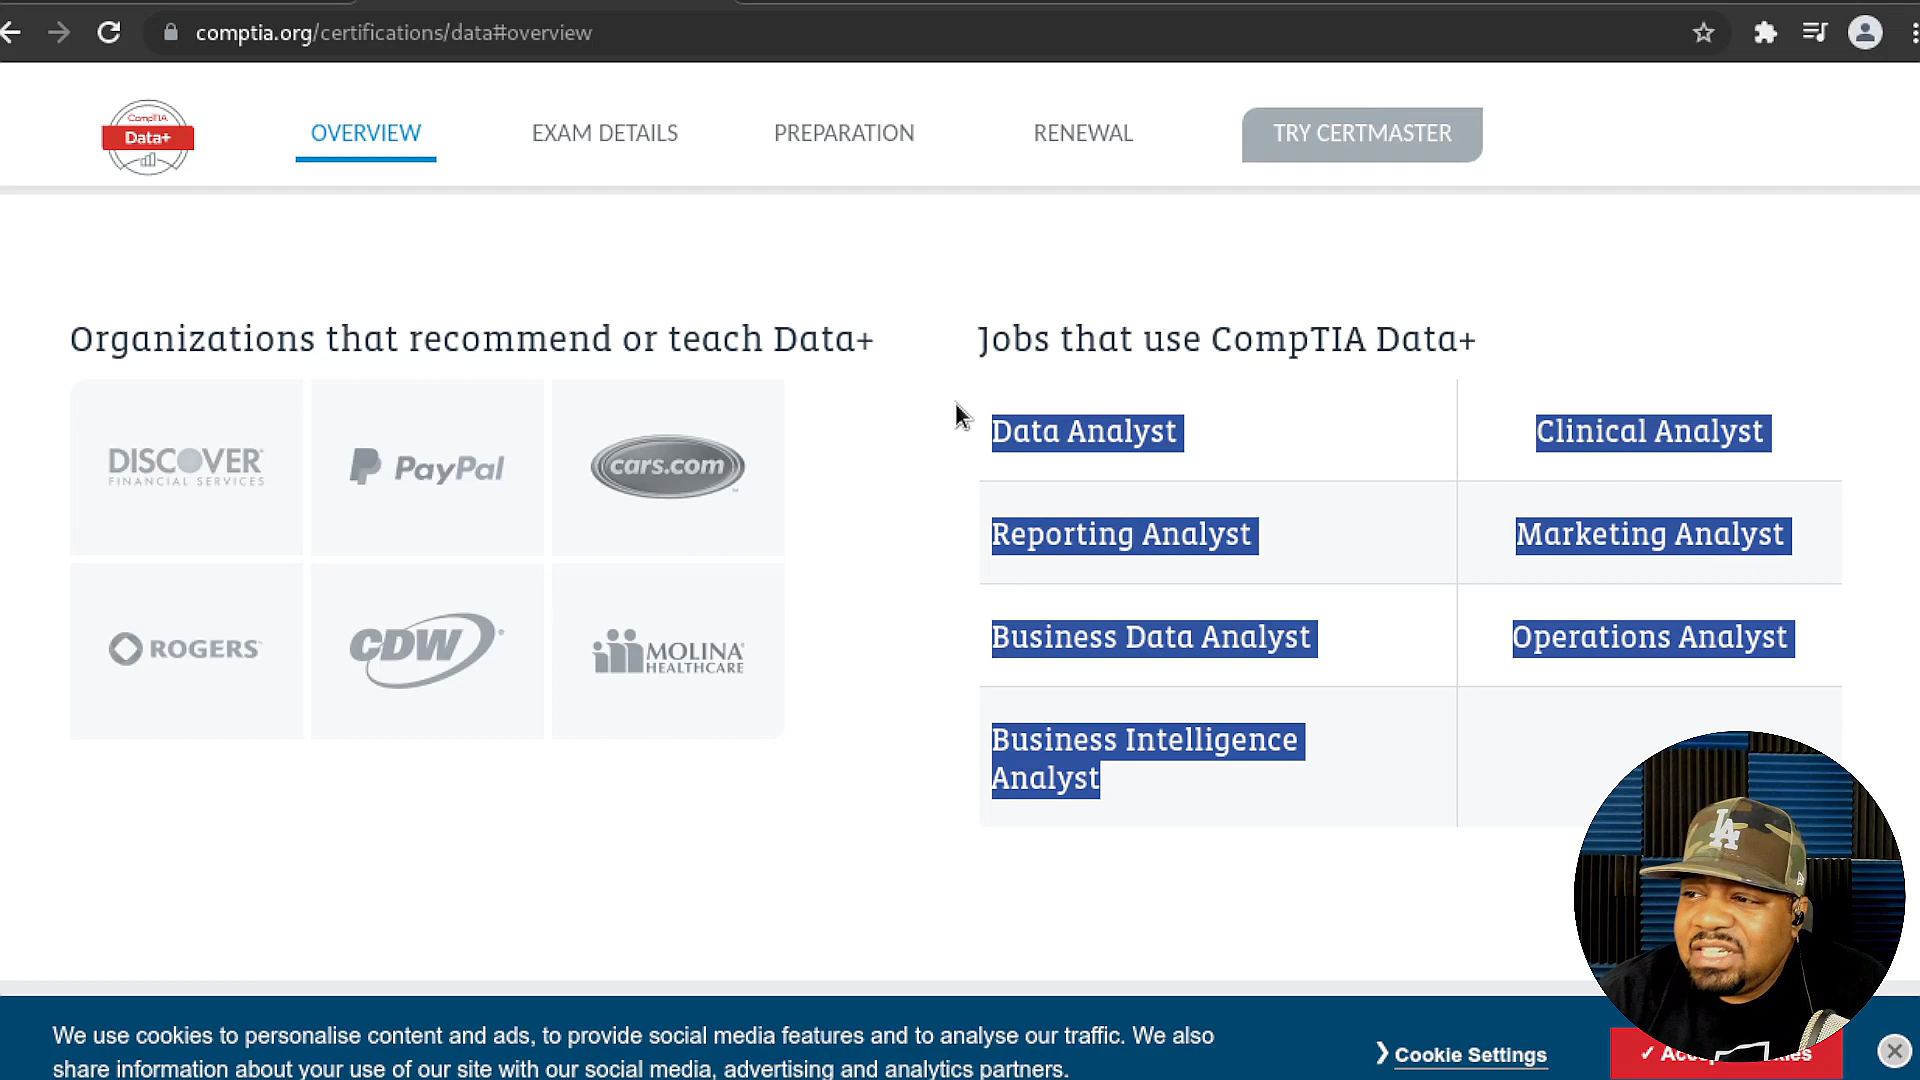 comptia.org/certifications/data#overview
CompTIA
Data+
OVERVIEW
EXAM DETAILS
PREPARATION
RENEWAL
TRY CERTMASTER
Organizations that recommend or teach Data+
DISCOVER
FINANCIAL SERVICES
PayPal
cars.com
ROGERS
CDW
MOLINA
HEALTHCARE
Jobs that use CompTIA Data+
Data Analyst
Clinical Analyst
Reporting Analyst
Marketing Analyst
Business Data Analyst
Operations Analyst
Business Intelligence
Analyst
LA
We use cookies to personalise content and ads, to provide social media features and to analyse our traffic. We also
share information about your use of our site with our social media, advertising and analytics partners.
Cookie Settings